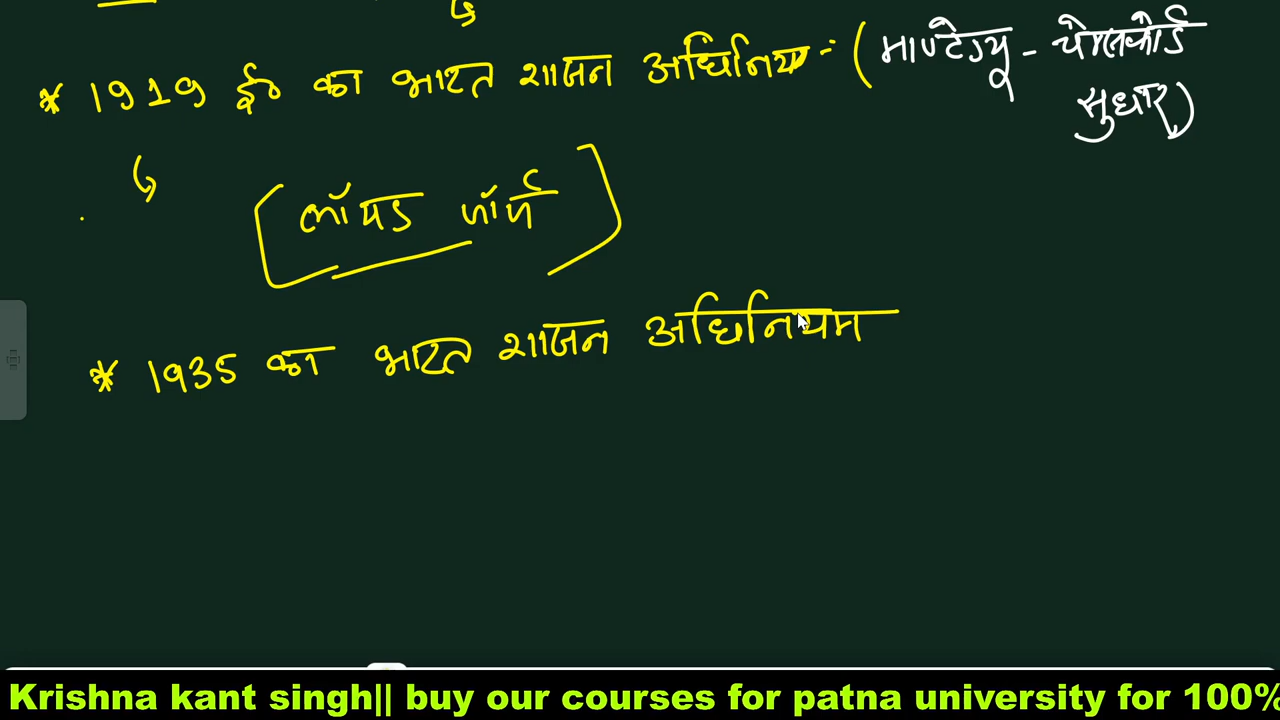 * 1919 ई० का भारत शासन अधिनियम :- (माण्टेग्यू - चेम्सफोर्ड
सुधार)
[लॉयड जॉर्ज]
* 1935 का भारत शासन अधिनियम
Krishna kant singh|| buy our courses for patna university for 100%